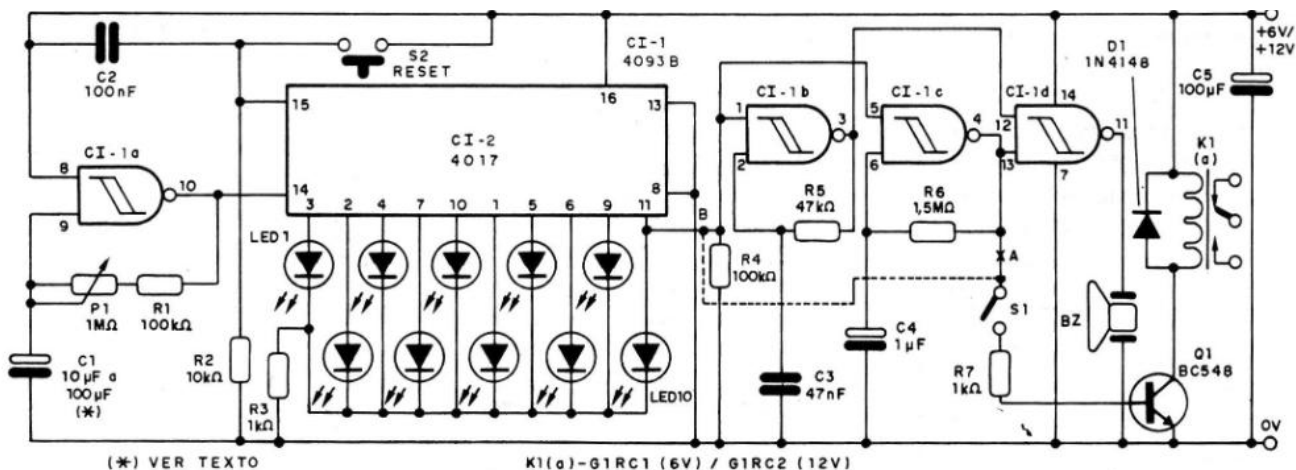 C2
100nF
S2
RESET
CI-1
4093B
D1
1N4148
+6V/
+12V
C5
100µF
15
16
13
CI-2
4017
CI-1b
CI-1c
CI-1d
1
2
3
5
6
4
12
13
14
11
7
K1
(a)
CI-1a
8
9
10
14
8
3
2
4
7
10
1
5
6
9
11
LED1
B
R5
47kΩ
R6
1,5MΩ
R4
100kΩ
A
P1
1MΩ
R1
100kΩ
S1
BZ
C1
10µF a
100µF
(*)
R2
10kΩ
R3
1kΩ
LED10
C4
1µF
C3
47nF
R7
1kΩ
Q1
BC548
0V
(*) VER TEXTO
K1(a)-G1RC1 (6V) / G1RC2 (12V)